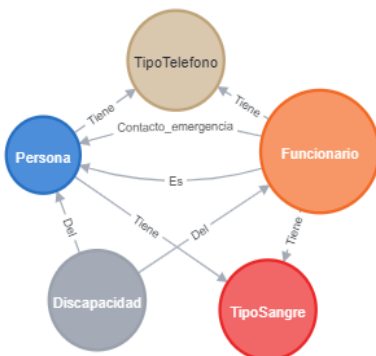 TipoTelefono
Tiene
Tiene
Contacto_emergencia
Persona
Funcionario
Es
Del
Tiene
Del
Tiene
Discapacidad
TipoSangre